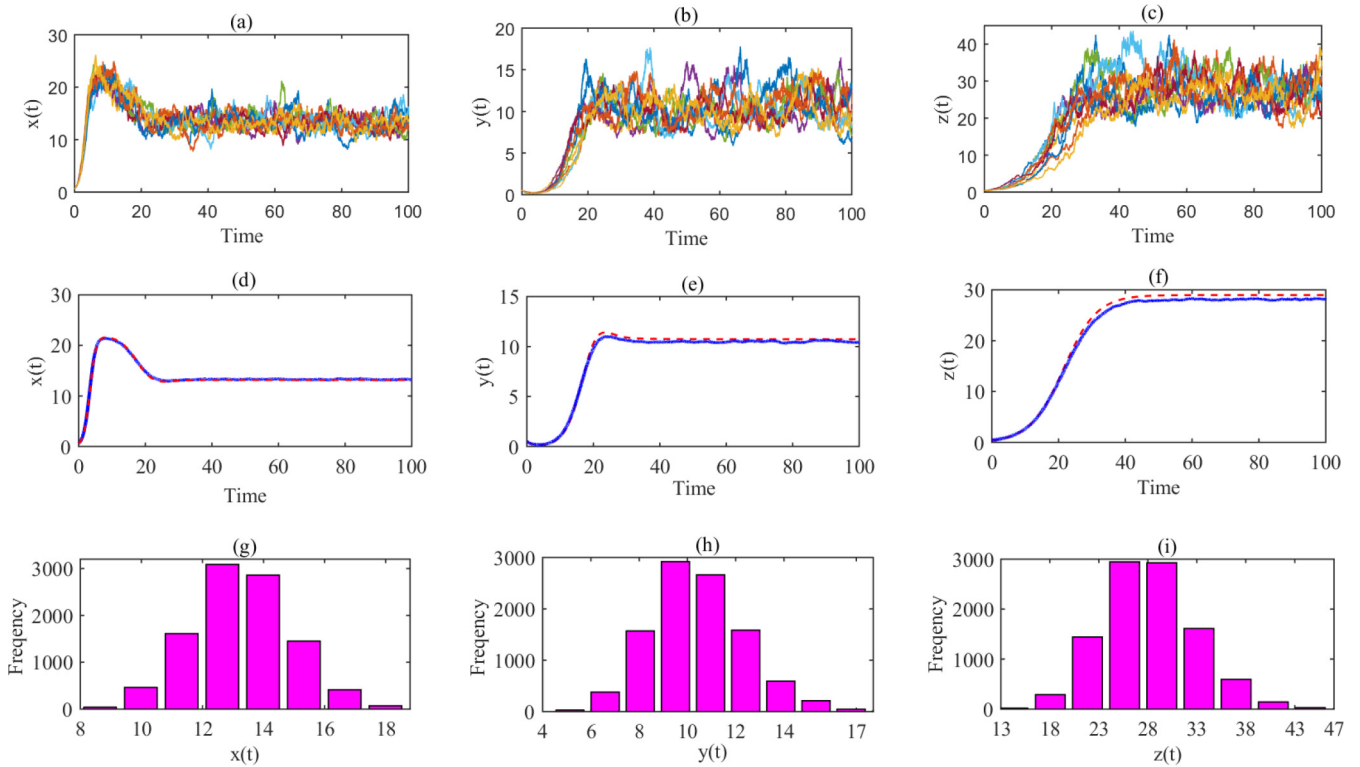 (a)
x(t)
30
20
10
0
0 20 40 60 80 100
Time
(b)
y(t)
20
15
10
5
0
0 20 40 60 80 100
Time
(c)
z(t)
40
30
20
10
0
0 20 40 60 80 100
Time
(d)
x(t)
30
20
10
0
0 20 40 60 80 100
Time
(e)
y(t)
15
10
5
0
0 20 40 60 80 100
Time
(f)
z(t)
30
20
10
0
0 20 40 60 80 100
Time
(g)
Freqency
3000
2000
1000
0
8 10 12 14 16 18
x(t)
(h)
Freqency
3000
2000
1000
0
4 6 8 10 12 14 17
y(t)
(i)
Freqency
3000
2000
1000
0
13 18 23 28 33 38 43 47
z(t)